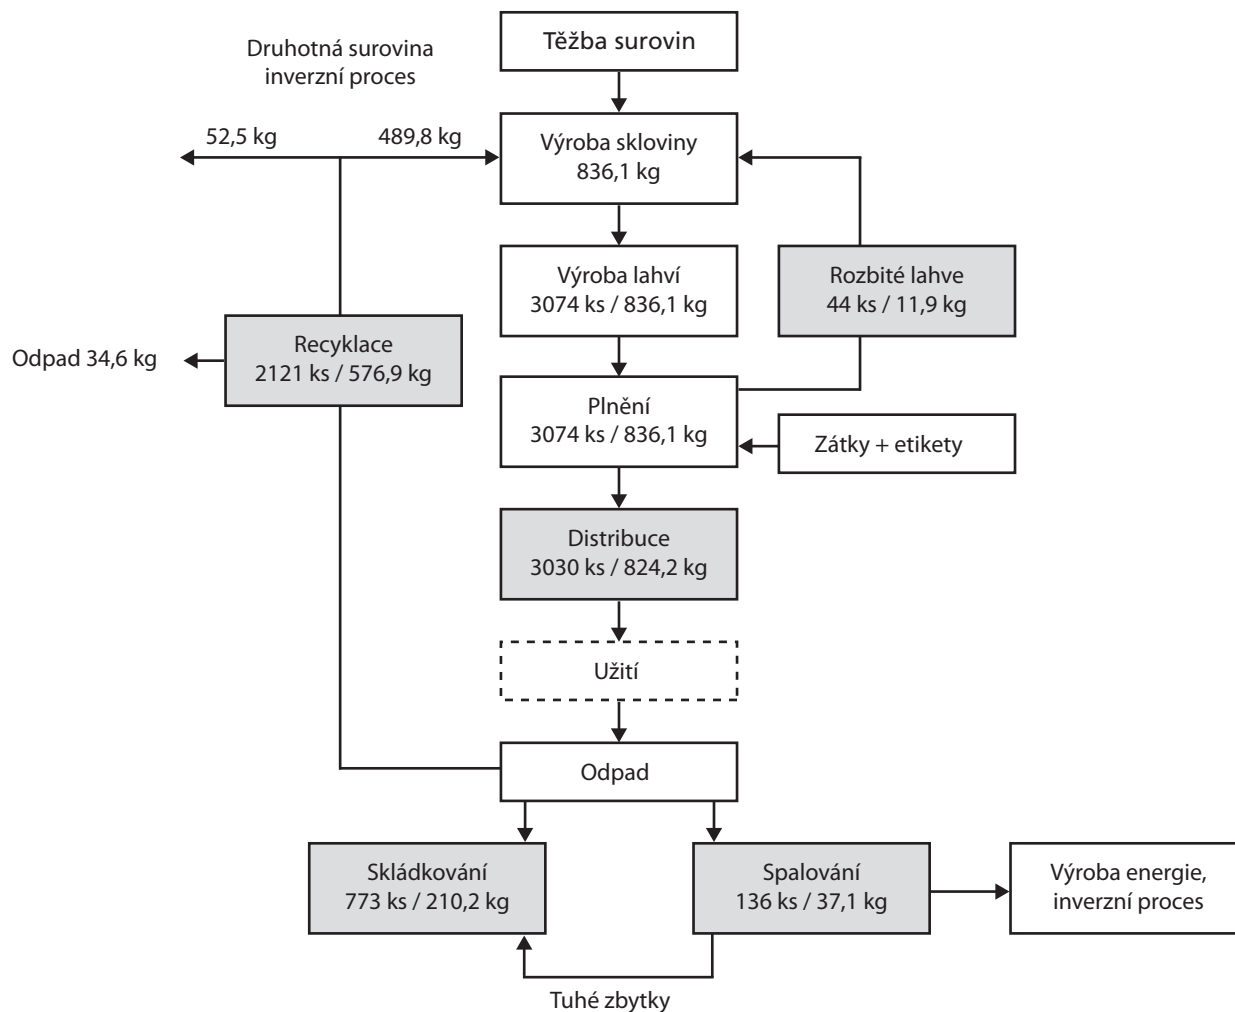 Těžba surovin
Druhotná surovina
inverzní proces
52,5 kg
489,8 kg
Výroba skloviny
836,1 kg
Výroba lahví
3074 ks / 836,1 kg
Rozbité lahve
44 ks / 11,9 kg
Odpad 34,6 kg
Recyklace
2121 ks / 576,9 kg
Plnění
3074 ks / 836,1 kg
Zátky + etikety
Distribuce
3030 ks / 824,2 kg
Užití
Odpad
Skládkování
773 ks / 210,2 kg
Spalování
136 ks / 37,1 kg
Výroba energie,
inverzní proces
Tuhé zbytky